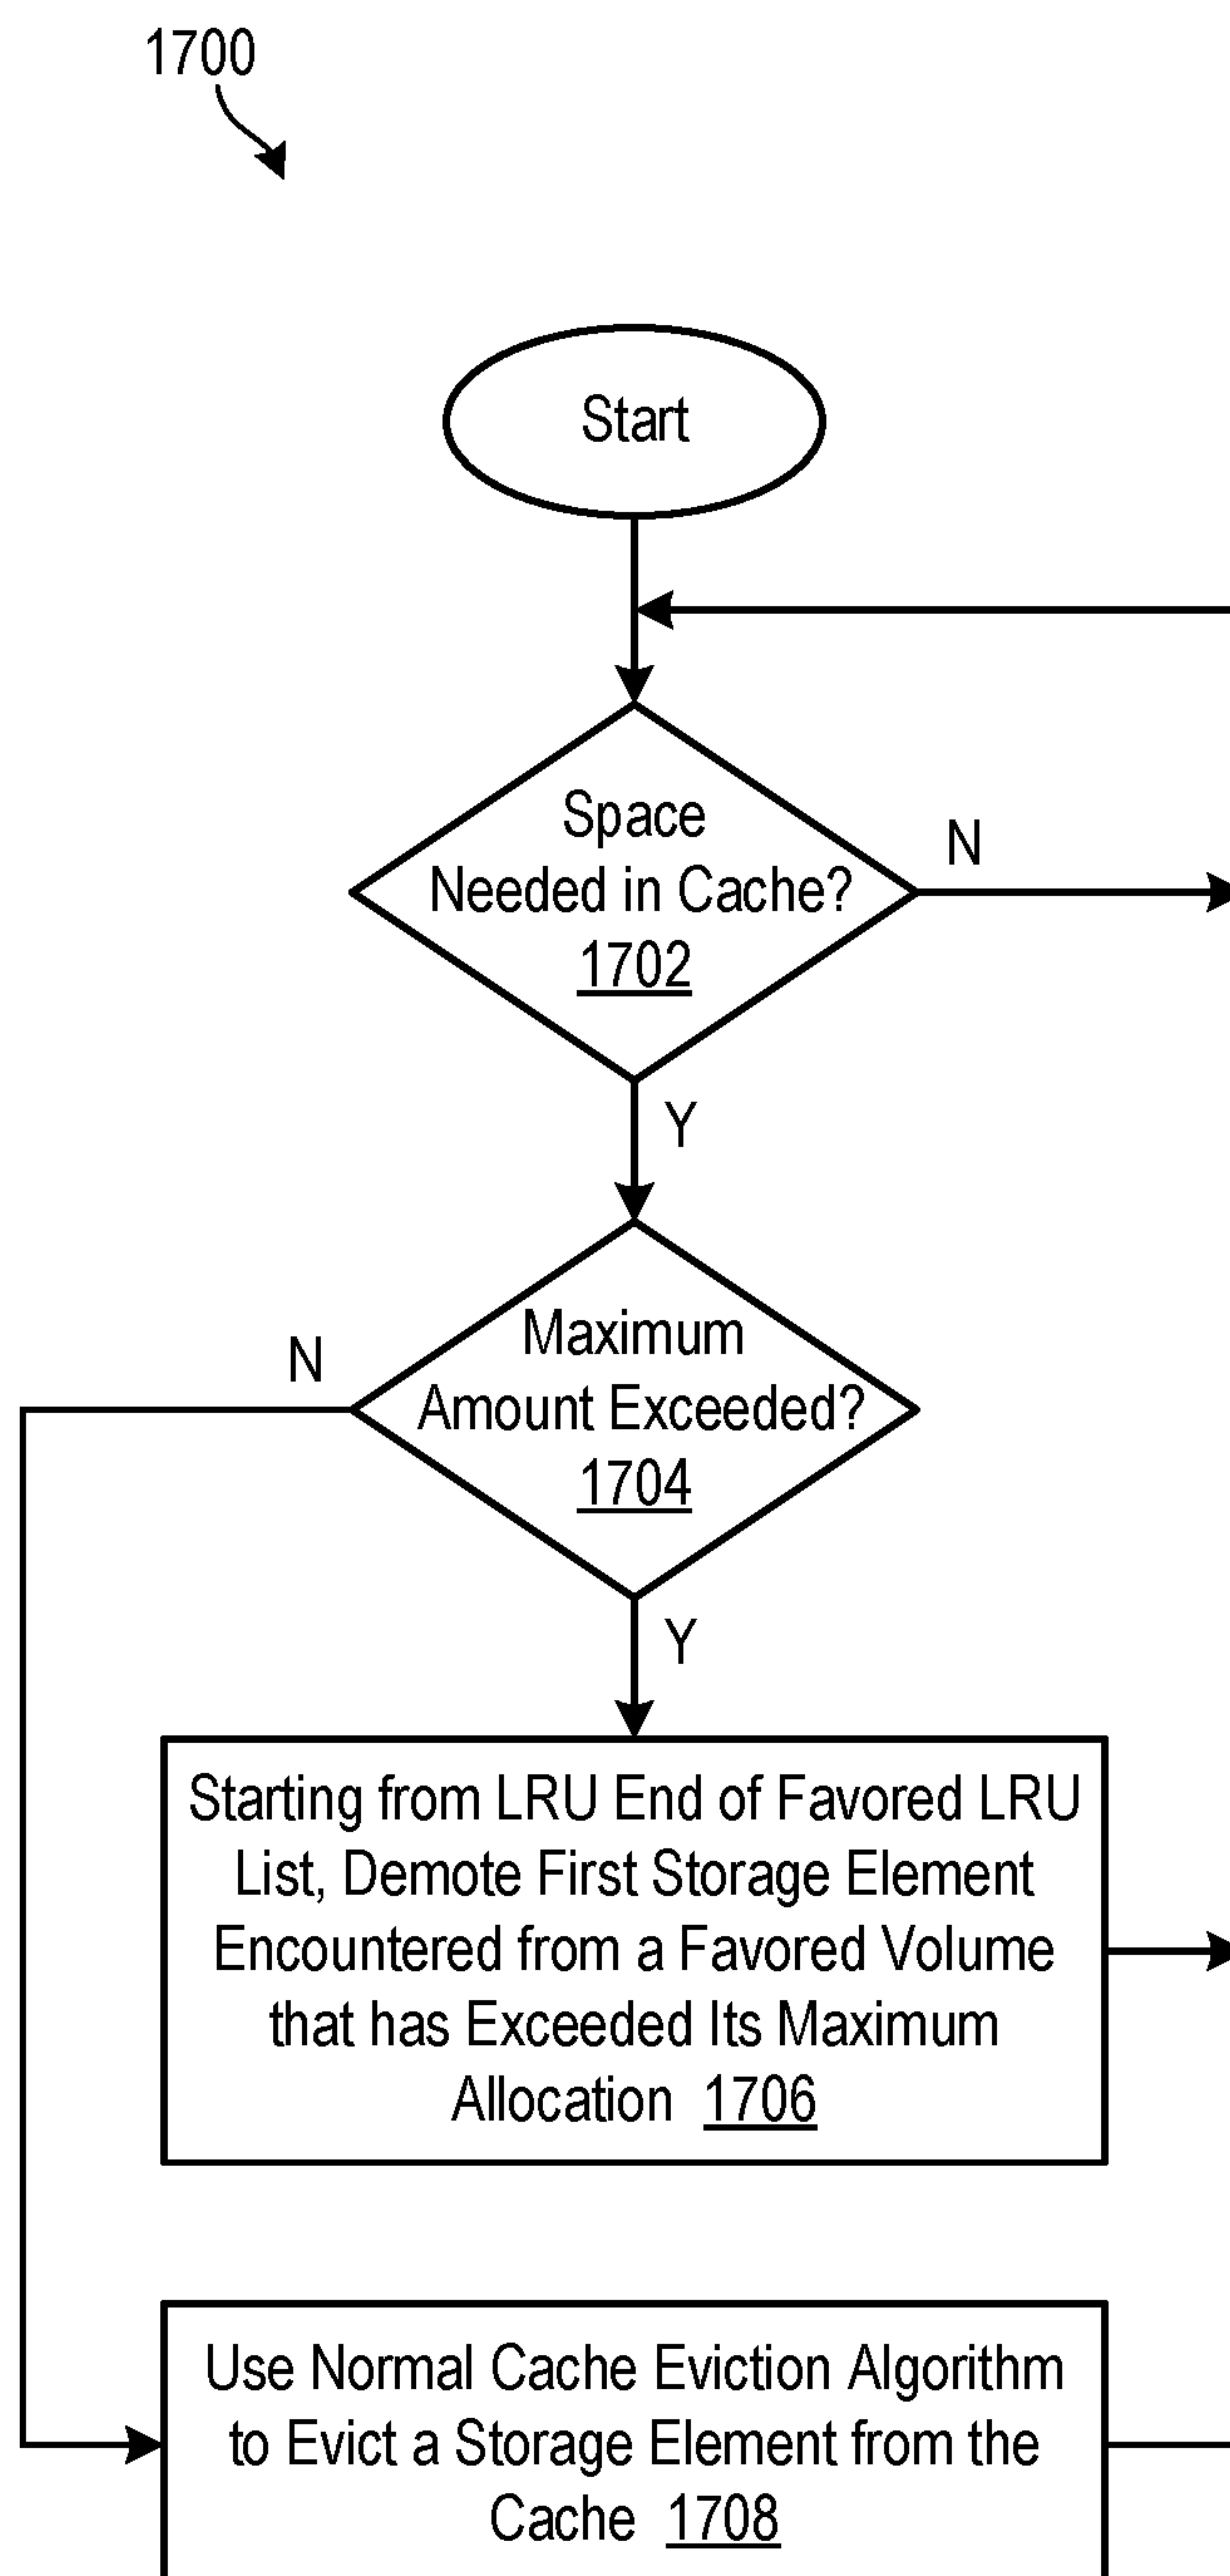 1700
Start
Space
Needed in Cache?
1702
N
Y
Maximum
Amount Exceeded?
1704
N
Y
Starting from LRU End of Favored LRU
List, Demote First Storage Element
Encountered from a Favored Volume
that has Exceeded Its Maximum
Allocation 1706
Use Normal Cache Eviction Algorithm
to Evict a Storage Element from the
Cache 1708